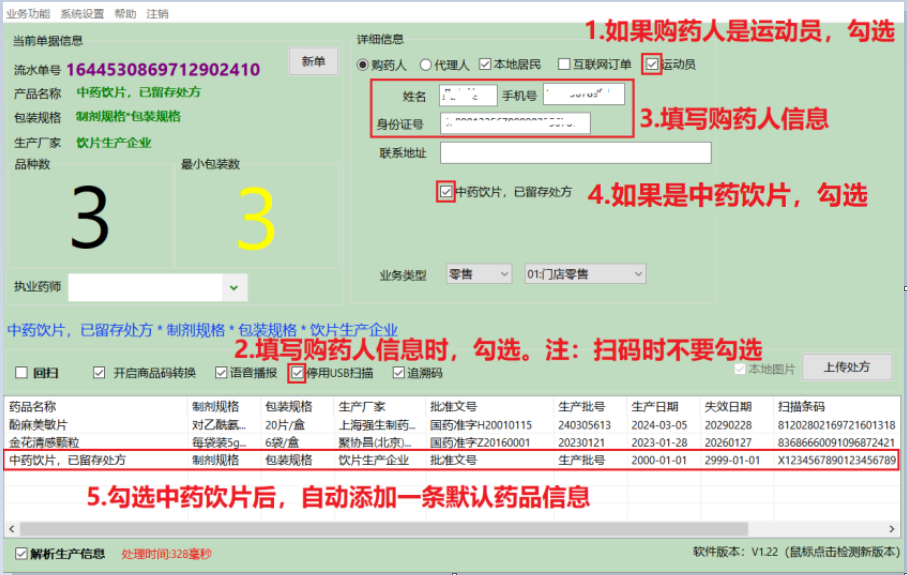 业务功能 系统设置 帮助 注销
当前单据信息
流水单号 1644530869712902410 新单
产品名称 中药饮片，已留存处方
包装规格 制剂规格*包装规格
生产厂家 饮片生产企业
品种数 最小包装数
3 3
执业药师
详细信息
1.如果购药人是运动员，勾选
购药人 代理人 本地居民 互联网订单 运动员
姓名 手机号
身份证号
3.填写购药人信息
联系地址
中药饮片，已留存处方
4.如果是中药饮片，勾选
业务类型 零售 01:门店零售
中药饮片，已留存处方 * 制剂规格 * 包装规格 * 饮片生产企业
2.填写购药人信息时，勾选。注：扫码时不要勾选
回扫 开启商品码转换 语音播报 停用USB扫描 追溯码 本地图片 上传处方
药品名称 制剂规格 包装规格 生产厂家 批准文号 生产批号 生产日期 失效日期 扫描条码
酚麻美敏片 对乙酰氨... 20片/盒 上海强生制药... 国药准字H20010115 240305613 2024-03-05 20290228 81202802169721601318
金花清感颗粒 每袋装5g... 6袋/盒 聚协昌(北京)... 国药准字Z20160001 20230121 2023-01-28 20260127 83686660091096872421
中药饮片，已留存处方 制剂规格 包装规格 饮片生产企业 批准文号 生产批号 2000-01-01 2999-01-01 X1234567890123456789
5.勾选中药饮片后，自动添加一条默认药品信息
解析生产信息 处理时间:328毫秒 软件版本：V1.22（鼠标点击检测新版本）